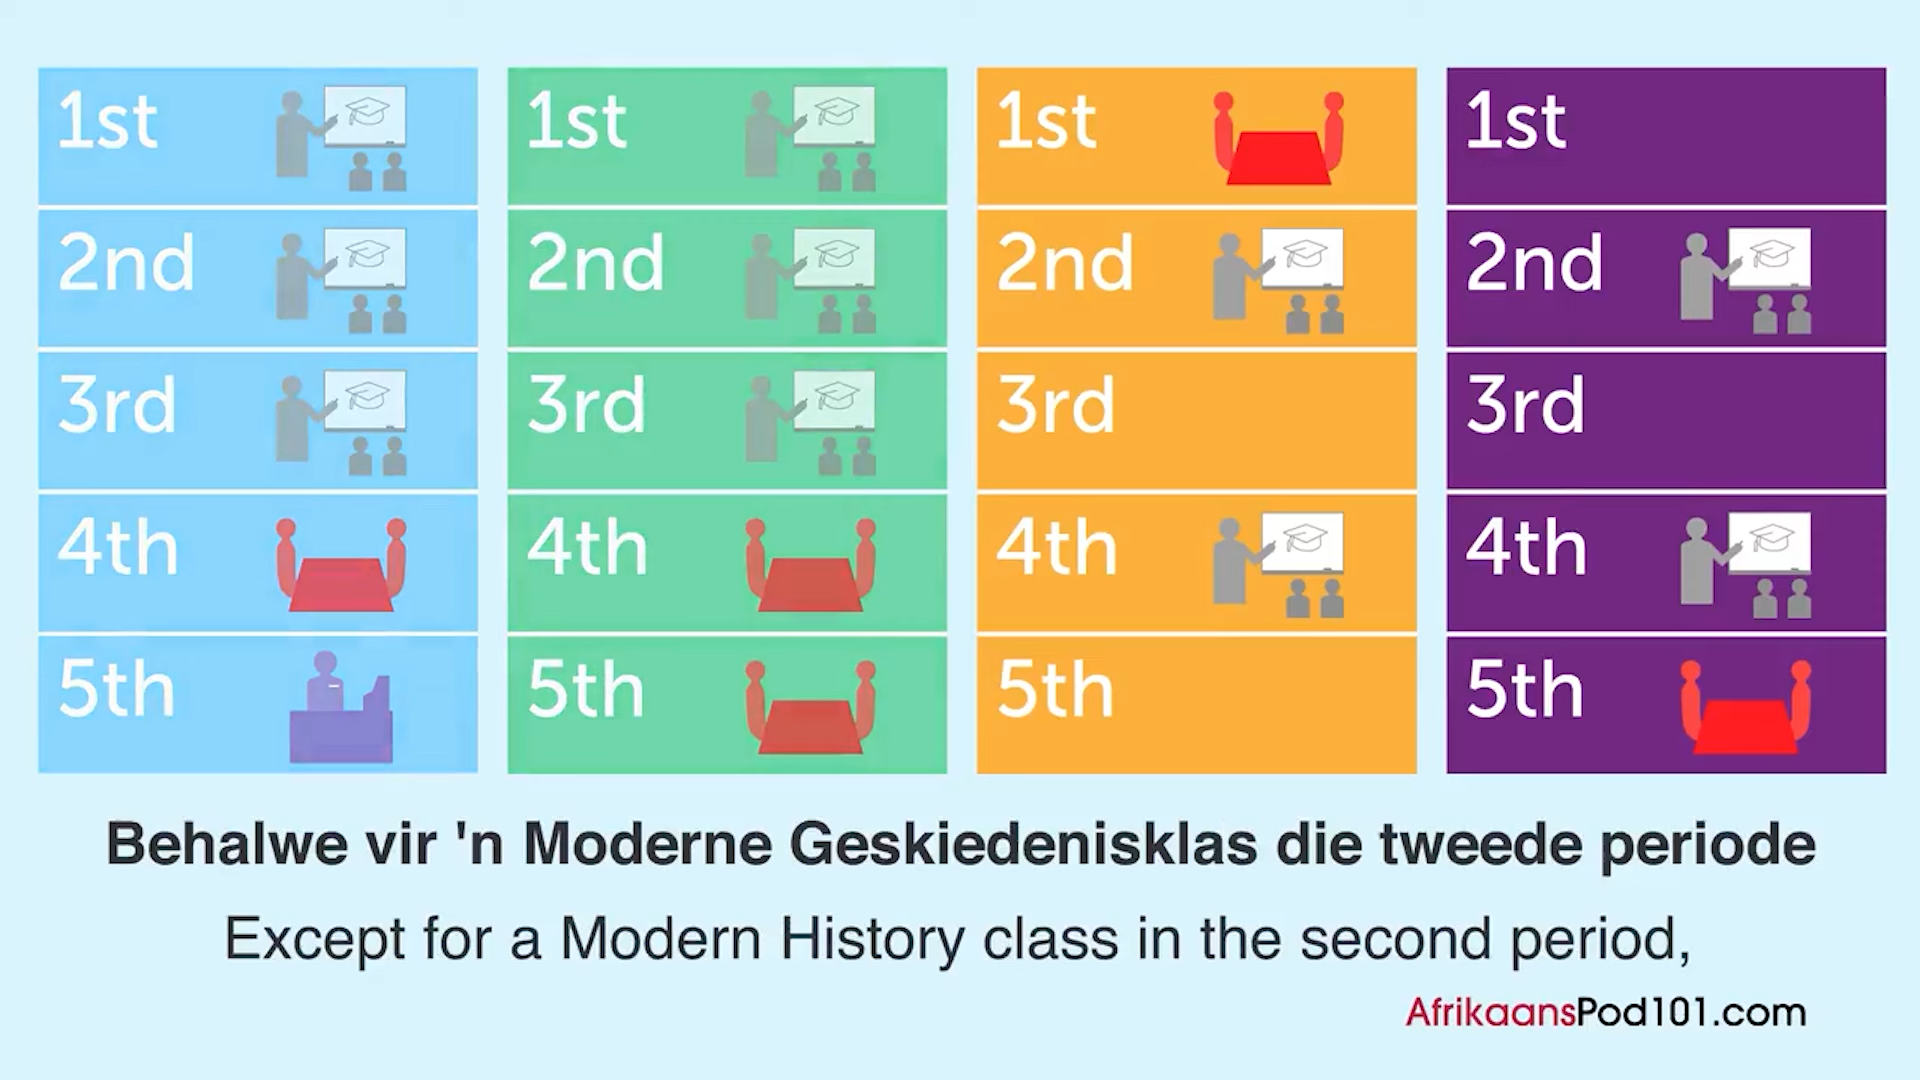 1st
2nd
3rd
4th
5th
1st
2nd
3rd
4th
5th
1st
2nd
3rd
4th
5th
1st
2nd
3rd
4th
5th
Behalwe vir 'n Moderne Geskiedenisklas die tweede periode
Except for a Modern History class in the second period,
AfrikaansPod101.com